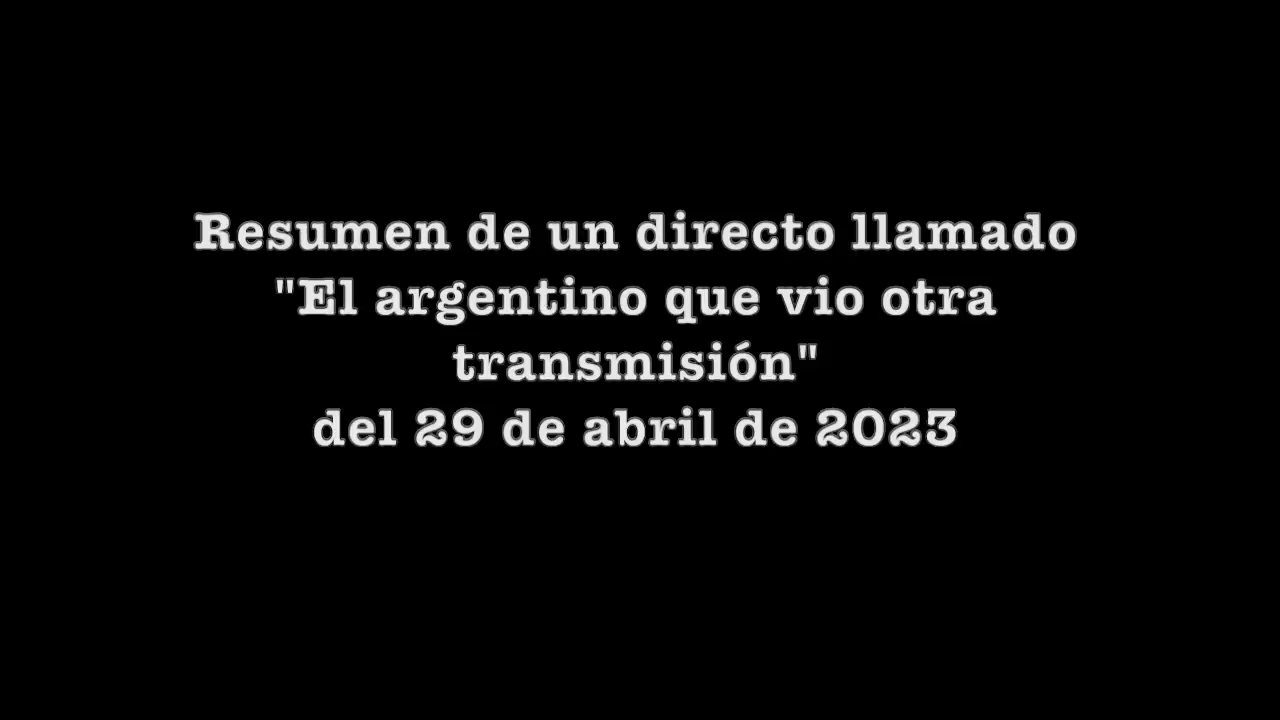 Resumen de un directo llamado
"El argentino que vio otra
transmisión"
del 29 de abril de 2023